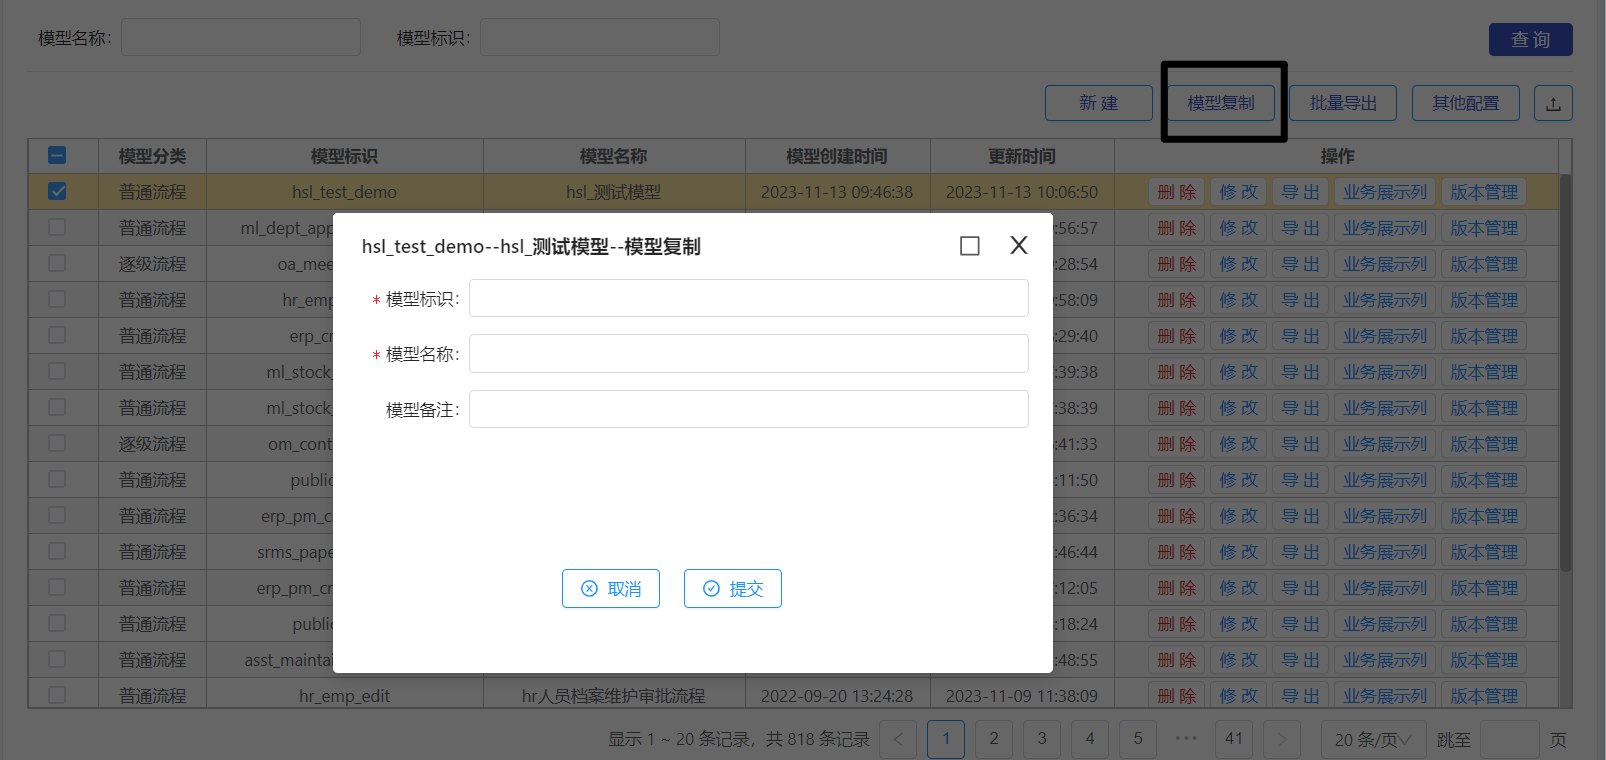 模型名称: 模型标识: 查 询
新 建 模型复制 批量导出 其他配置
模型分类 模型标识 模型名称 模型创建时间 更新时间 操作
普通流程 hsl_test_demo hsl_测试模型 2023-11-13 09:46:38 2023-11-13 10:06:50 删 除 修 改 导 出 业务展示列 版本管理
普通流程 ml_dept_app :56:57 删 除 修 改 导 出 业务展示列 版本管理
逐级流程 oa_mee :28:54 删 除 修 改 导 出 业务展示列 版本管理
普通流程 hr_emp :58:09 删 除 修 改 导 出 业务展示列 版本管理
普通流程 erp_cr :29:40 删 除 修 改 导 出 业务展示列 版本管理
普通流程 ml_stock_ :39:38 删 除 修 改 导 出 业务展示列 版本管理
普通流程 ml_stock_ :38:39 删 除 修 改 导 出 业务展示列 版本管理
逐级流程 om_cont :41:33 删 除 修 改 导 出 业务展示列 版本管理
普通流程 public :11:50 删 除 修 改 导 出 业务展示列 版本管理
普通流程 erp_pm_c :36:34 删 除 修 改 导 出 业务展示列 版本管理
普通流程 srms_pape :46:44 删 除 修 改 导 出 业务展示列 版本管理
普通流程 erp_pm_cr :12:05 删 除 修 改 导 出 业务展示列 版本管理
普通流程 public :18:24 删 除 修 改 导 出 业务展示列 版本管理
普通流程 asst_maintai :48:55 删 除 修 改 导 出 业务展示列 版本管理
普通流程 hr_emp_edit hr人员档案维护审批流程 2022-09-20 13:24:28 2023-11-09 11:38:09 删 除 修 改 导 出 业务展示列 版本管理
hsl_test_demo--hsl_测试模型--模型复制 X
* 模型标识:
* 模型名称:
模型备注:
取消 提交
显示 1 ~ 20 条记录，共 818 条记录 < 1 2 3 4 5 ••• 41 > 20 条/页 跳至 页